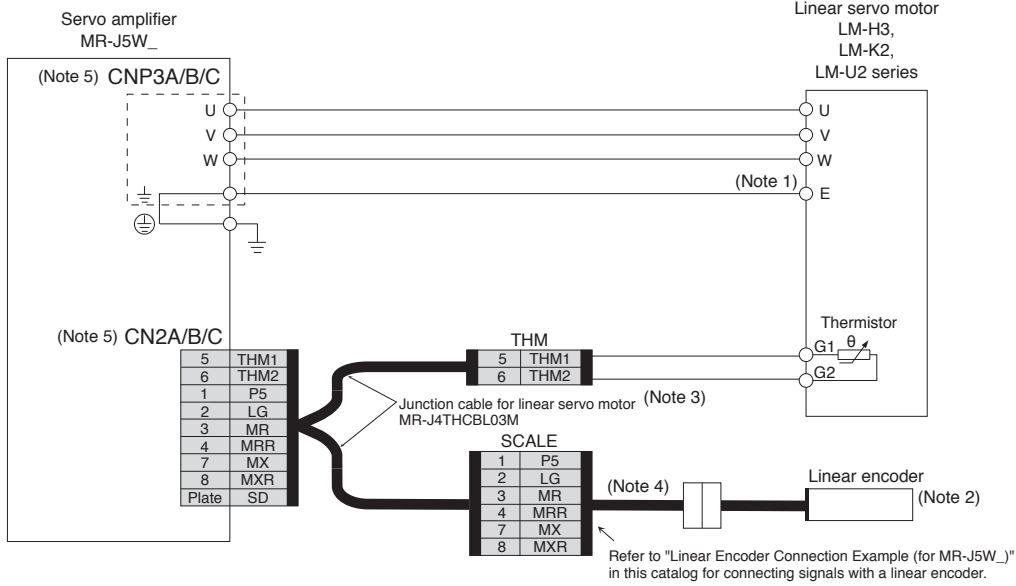 Servo amplifier
MR-J5W_
Linear servo motor
LM-H3,
LM-K2,
LM-U2 series
(Note 5) CNP3A/B/C
U
V
W
U
V
W
(Note 1)
E
(Note 5) CN2A/B/C
5 THM1
6 THM2
1 P5
2 LG
3 MR
4 MRR
7 MX
8 MXR
Plate SD
THM
5 THM1
6 THM2
Thermistor
G1 θ
G2
(Note 3)
Junction cable for linear servo motor
MR-J4THCBL03M
SCALE
1 P5
2 LG
3 MR
4 MRR
7 MX
8 MXR
(Note 4)
Linear encoder
(Note 2)
Refer to "Linear Encoder Connection Example (for MR-J5W_)"
in this catalog for connecting signals with a linear encoder.